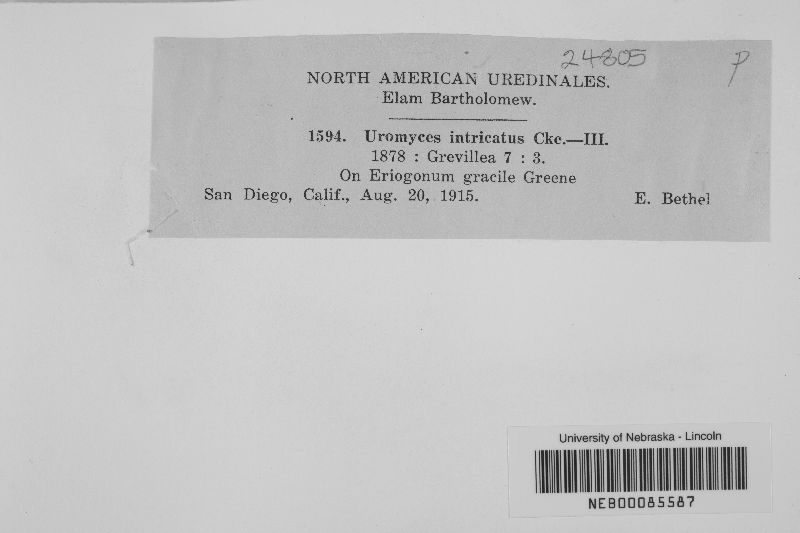 24805 P
NORTH AMERICAN UREDINALES.
Elam Bartholomew.
1594. Uromyces intricatus Cke.—III.
1878 : Grevillea 7 : 3.
On Eriogonum gracile Greene
San Diego, Calif., Aug. 20, 1915. E. Bethel
University of Nebraska - Lincoln
NEB00085587